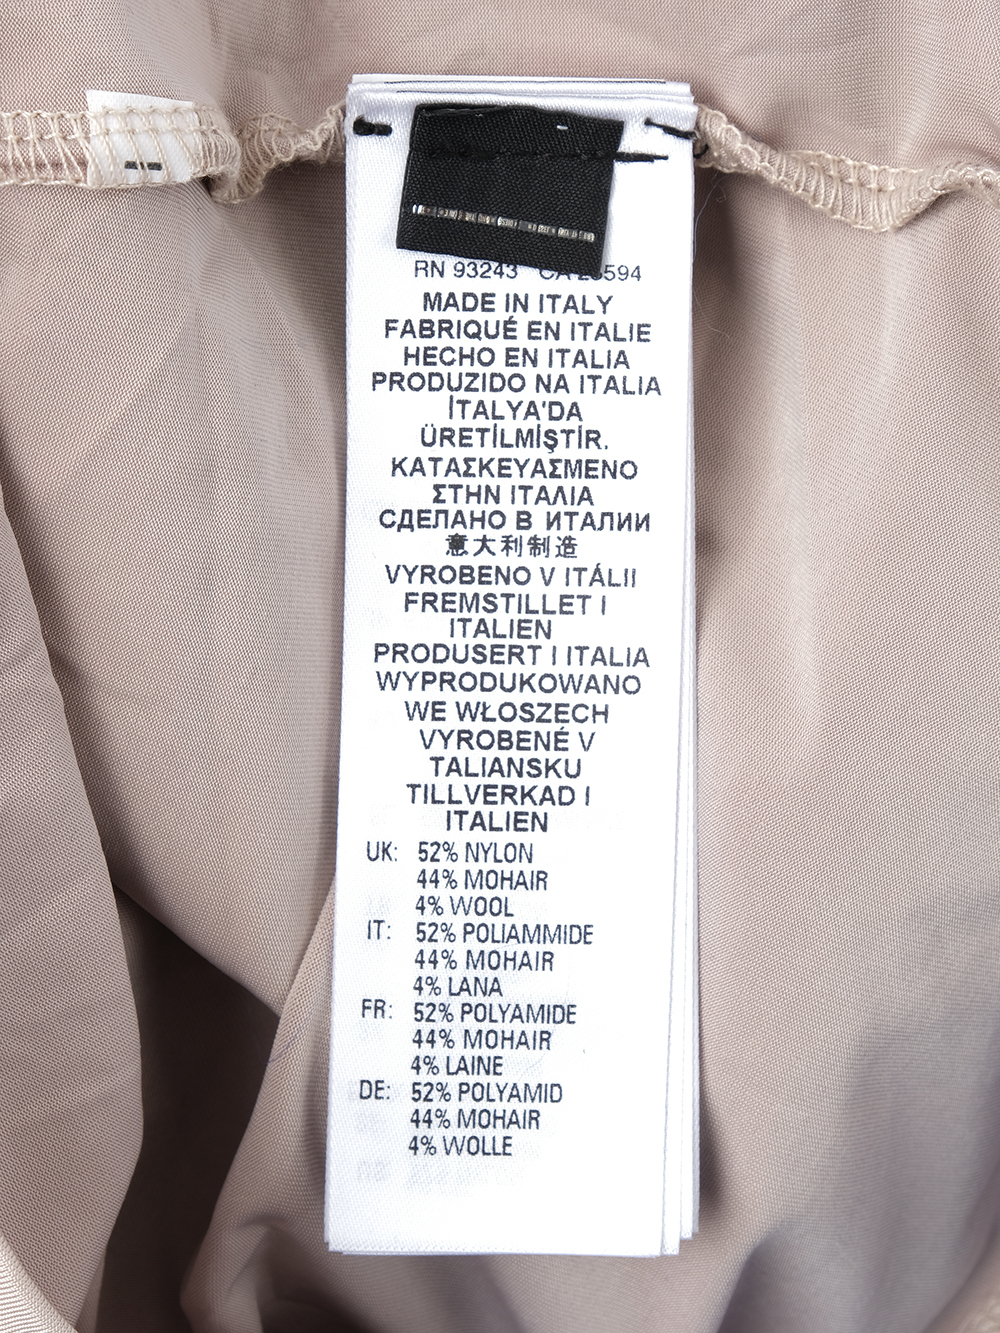 RN 93243
MADE IN ITALY
FABRIQUÉ EN ITALIE
HECHO EN ITALIA
PRODUZIDO NA ITALIA
İTALYA'DA
ÜRETİLMİŞTİR.
ΚΑΤΑΣΚΕΥΑΣΜΕΝΟ
ΣΤΗΝ ΙΤΑΛΙΑ
СДЕЛАНО В ИТАЛИИ
意大利制造
VYROBENO V ITÁLII
FREMSTILLET I
ITALIEN
PRODUSERT I ITALIA
WYPRODUKOWANO
WE WŁOSZECH
VYROBENÉ V
TALIANSKU
TILLVERKAD I
ITALIEN
UK: 52% NYLON
44% MOHAIR
4% WOOL
IT: 52% POLIAMMIDE
44% MOHAIR
4% LANA
FR: 52% POLYAMIDE
44% MOHAIR
4% LAINE
DE: 52% POLYAMID
44% MOHAIR
4% WOLLE